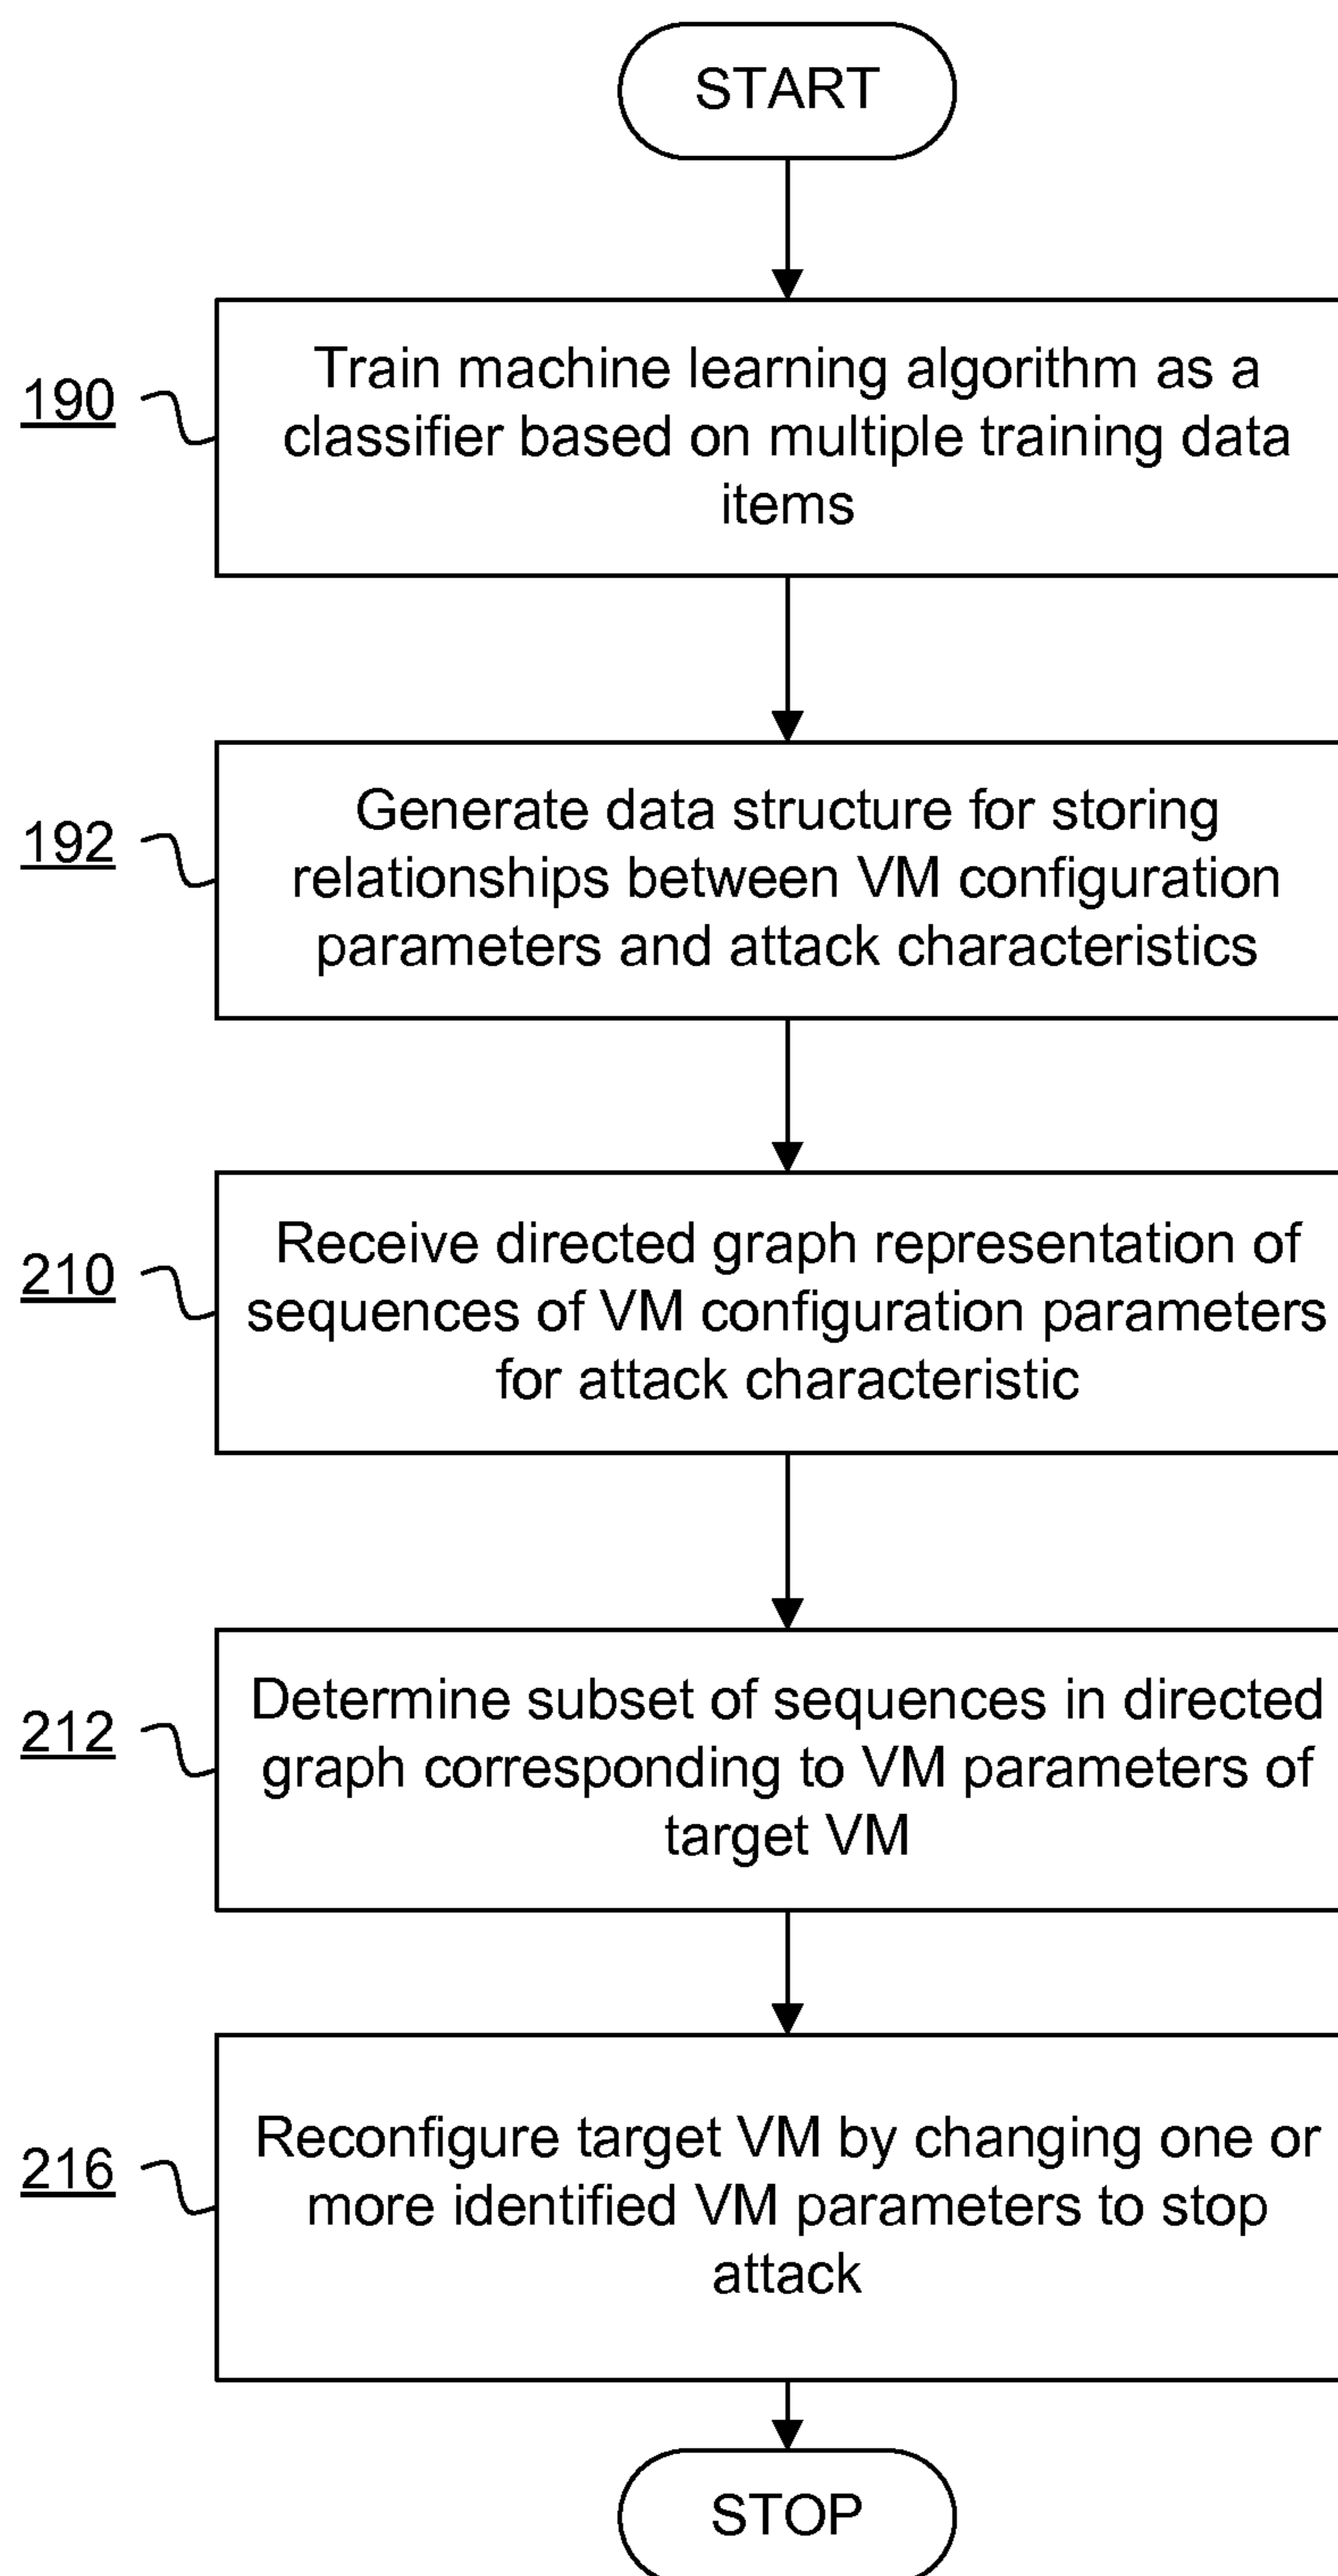 START
190
Train machine learning algorithm as a
classifier based on multiple training data
items
192
Generate data structure for storing
relationships between VM configuration
parameters and attack characteristics
210
Receive directed graph representation of
sequences of VM configuration parameters
for attack characteristic
212
Determine subset of sequences in directed
graph corresponding to VM parameters of
target VM
216
Reconfigure target VM by changing one or
more identified VM parameters to stop
attack
STOP